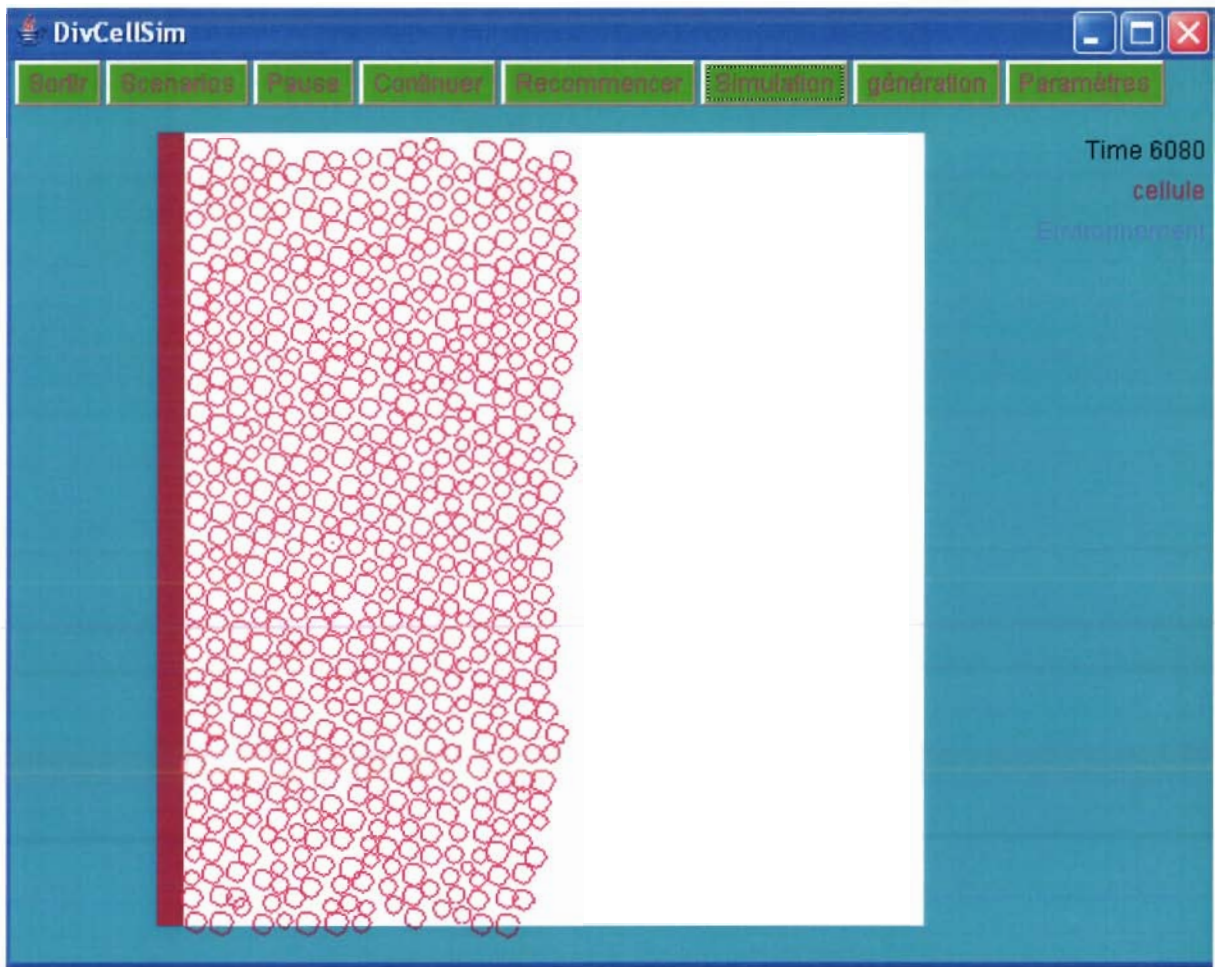 DivCellSim
Sortir Scenarios Pause Continuer Recommencer Simulation génération Paramètres
Time 6080
cellule
Environnement